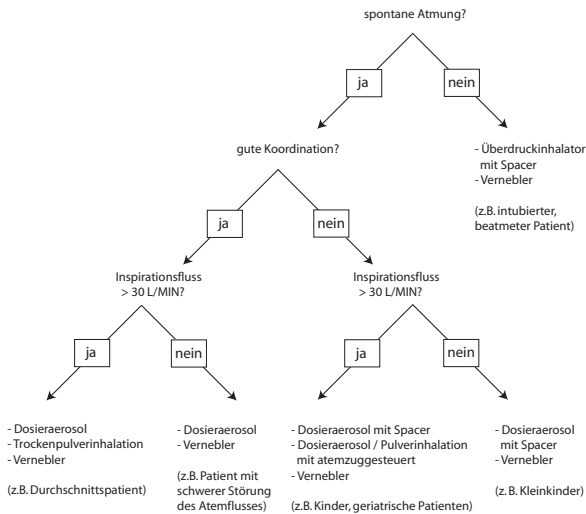 spontane Atmung?
ja
nein
gute Koordination?
- Überdruckinhalator
mit Spacer
- Vernebler
(z.B. intubierter,
beatmeter Patient)
ja
nein
Inspirationsfluss
> 30 L/MIN?
Inspirationsfluss
> 30 L/MIN?
ja
nein
ja
nein
- Dosieraerosol
- Trockenpulverinhalation
- Vernebler
(z.B. Durchschnittspatient)
- Dosieraerosol
- Vernebler
(z.B. Patient mit
schwerer Störung
des Atemflusses)
- Dosieraerosol mit Spacer
- Dosieraerosol / Pulverinhalation
mit atemzuggesteuert
- Vernebler
(z.B. Kinder, geriatrische Patienten)
- Dosieraerosol
mit Spacer
- Vernebler
(z.B. Kleinkinder)